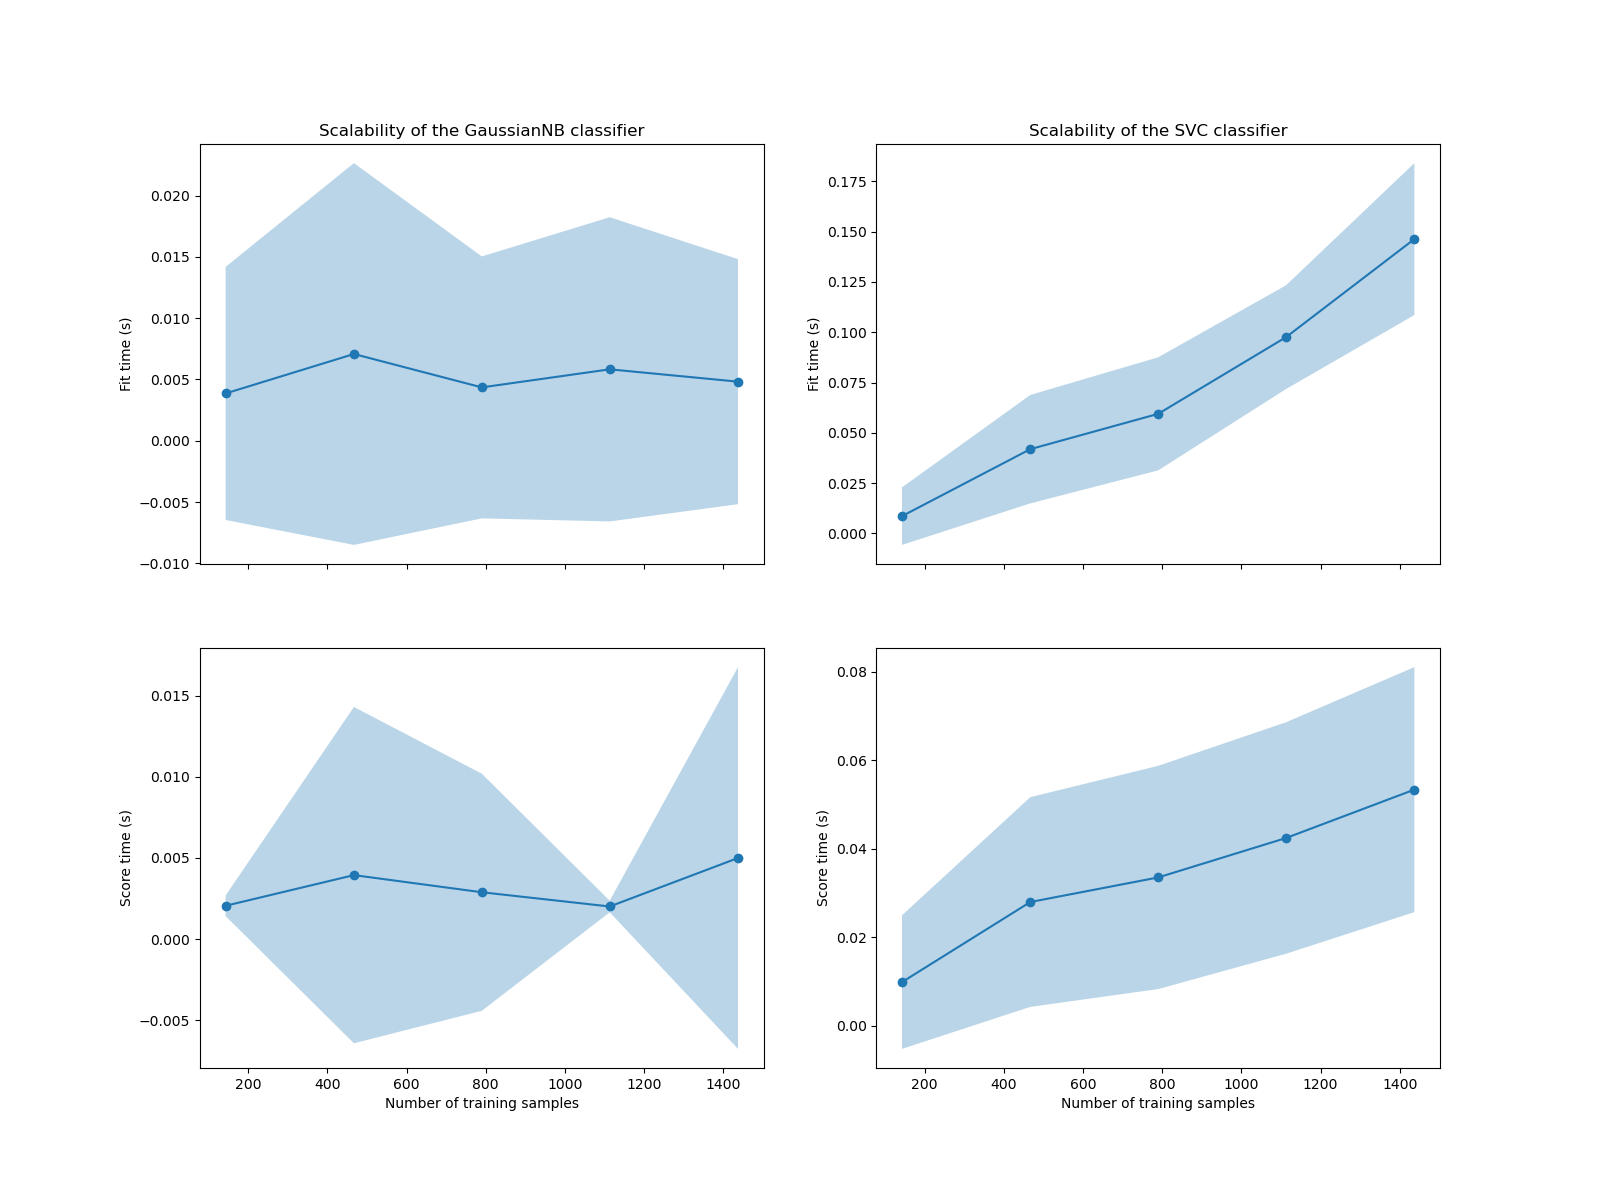 Scalability of the GaussianNB classifier
Fit time (s)
0.020
0.015
0.010
0.005
0.000
−0.005
−0.010
Scalability of the SVC classifier
Fit time (s)
0.175
0.150
0.125
0.100
0.075
0.050
0.025
0.000
Score time (s)
0.015
0.010
0.005
0.000
−0.005
200 400 600 800 1000 1200 1400
Number of training samples
Score time (s)
0.08
0.06
0.04
0.02
0.00
200 400 600 800 1000 1200 1400
Number of training samples